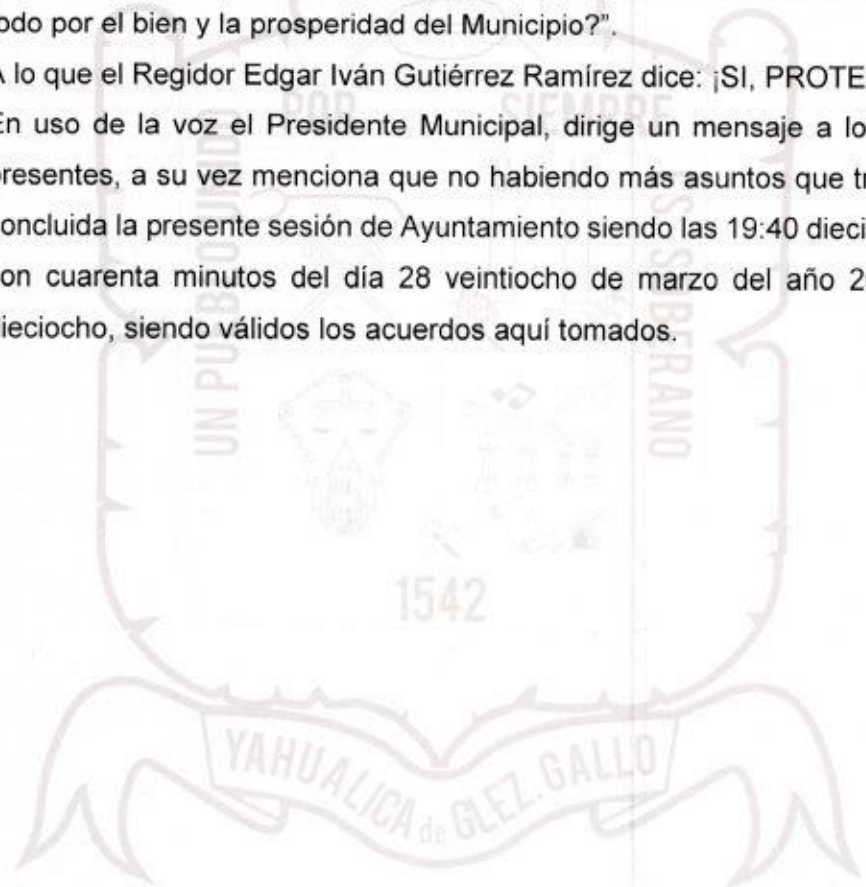 odo por el bien y la prosperidad del Municipio?".
A lo que el Regidor Edgar Iván Gutiérrez Ramírez dice: ¡SI, PROTE
En uso de la voz el Presidente Municipal, dirige un mensaje a lo
presentes, a su vez menciona que no habiendo más asuntos que tr
concluida la presente sesión de Ayuntamiento siendo las 19:40 dieci
con cuarenta minutos del día 28 veintiocho de marzo del año 2
dieciocho, siendo válidos los acuerdos aquí tomados.
UN PUEBLO UNIDO
POR SIEMPRE
ES SOBERANO
1542
YAHUALICA de GLEZ. GALLO